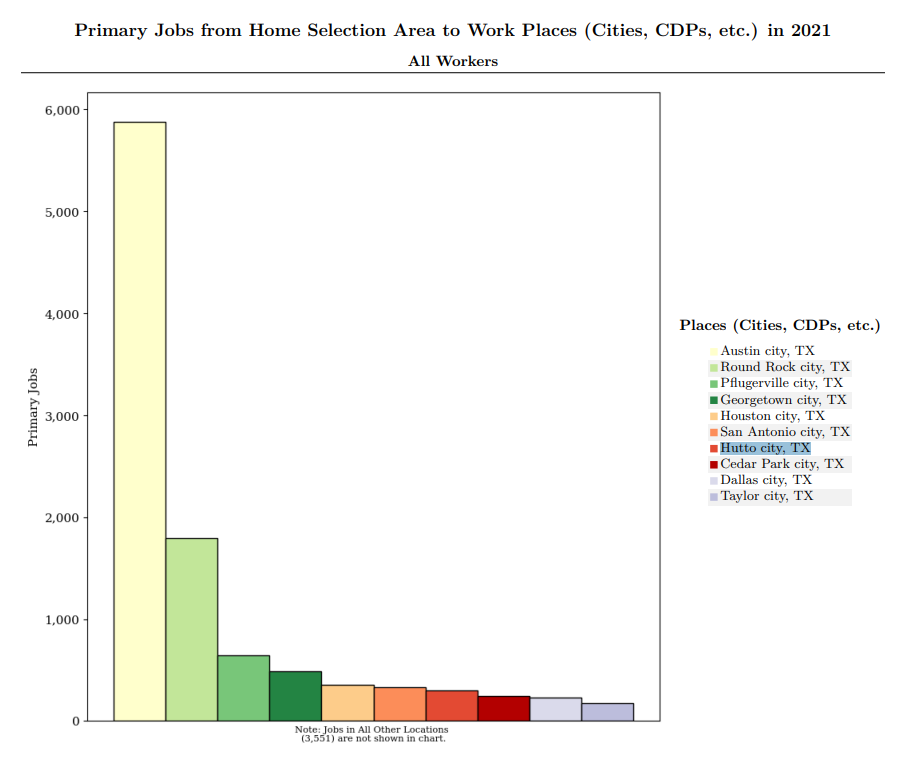 Primary Jobs from Home Selection Area to Work Places (Cities, CDPs, etc.) in 2021
All Workers
6,000
5,000
4,000
3,000
2,000
1,000
0
Primary Jobs
Note: Jobs in All Other Locations
(3,551) are not shown in chart.
Places (Cities, CDPs, etc.)
Austin city, TX
Round Rock city, TX
Pflugerville city, TX
Georgetown city, TX
Houston city, TX
San Antonio city, TX
Hutto city, TX
Cedar Park city, TX
Dallas city, TX
Taylor city, TX